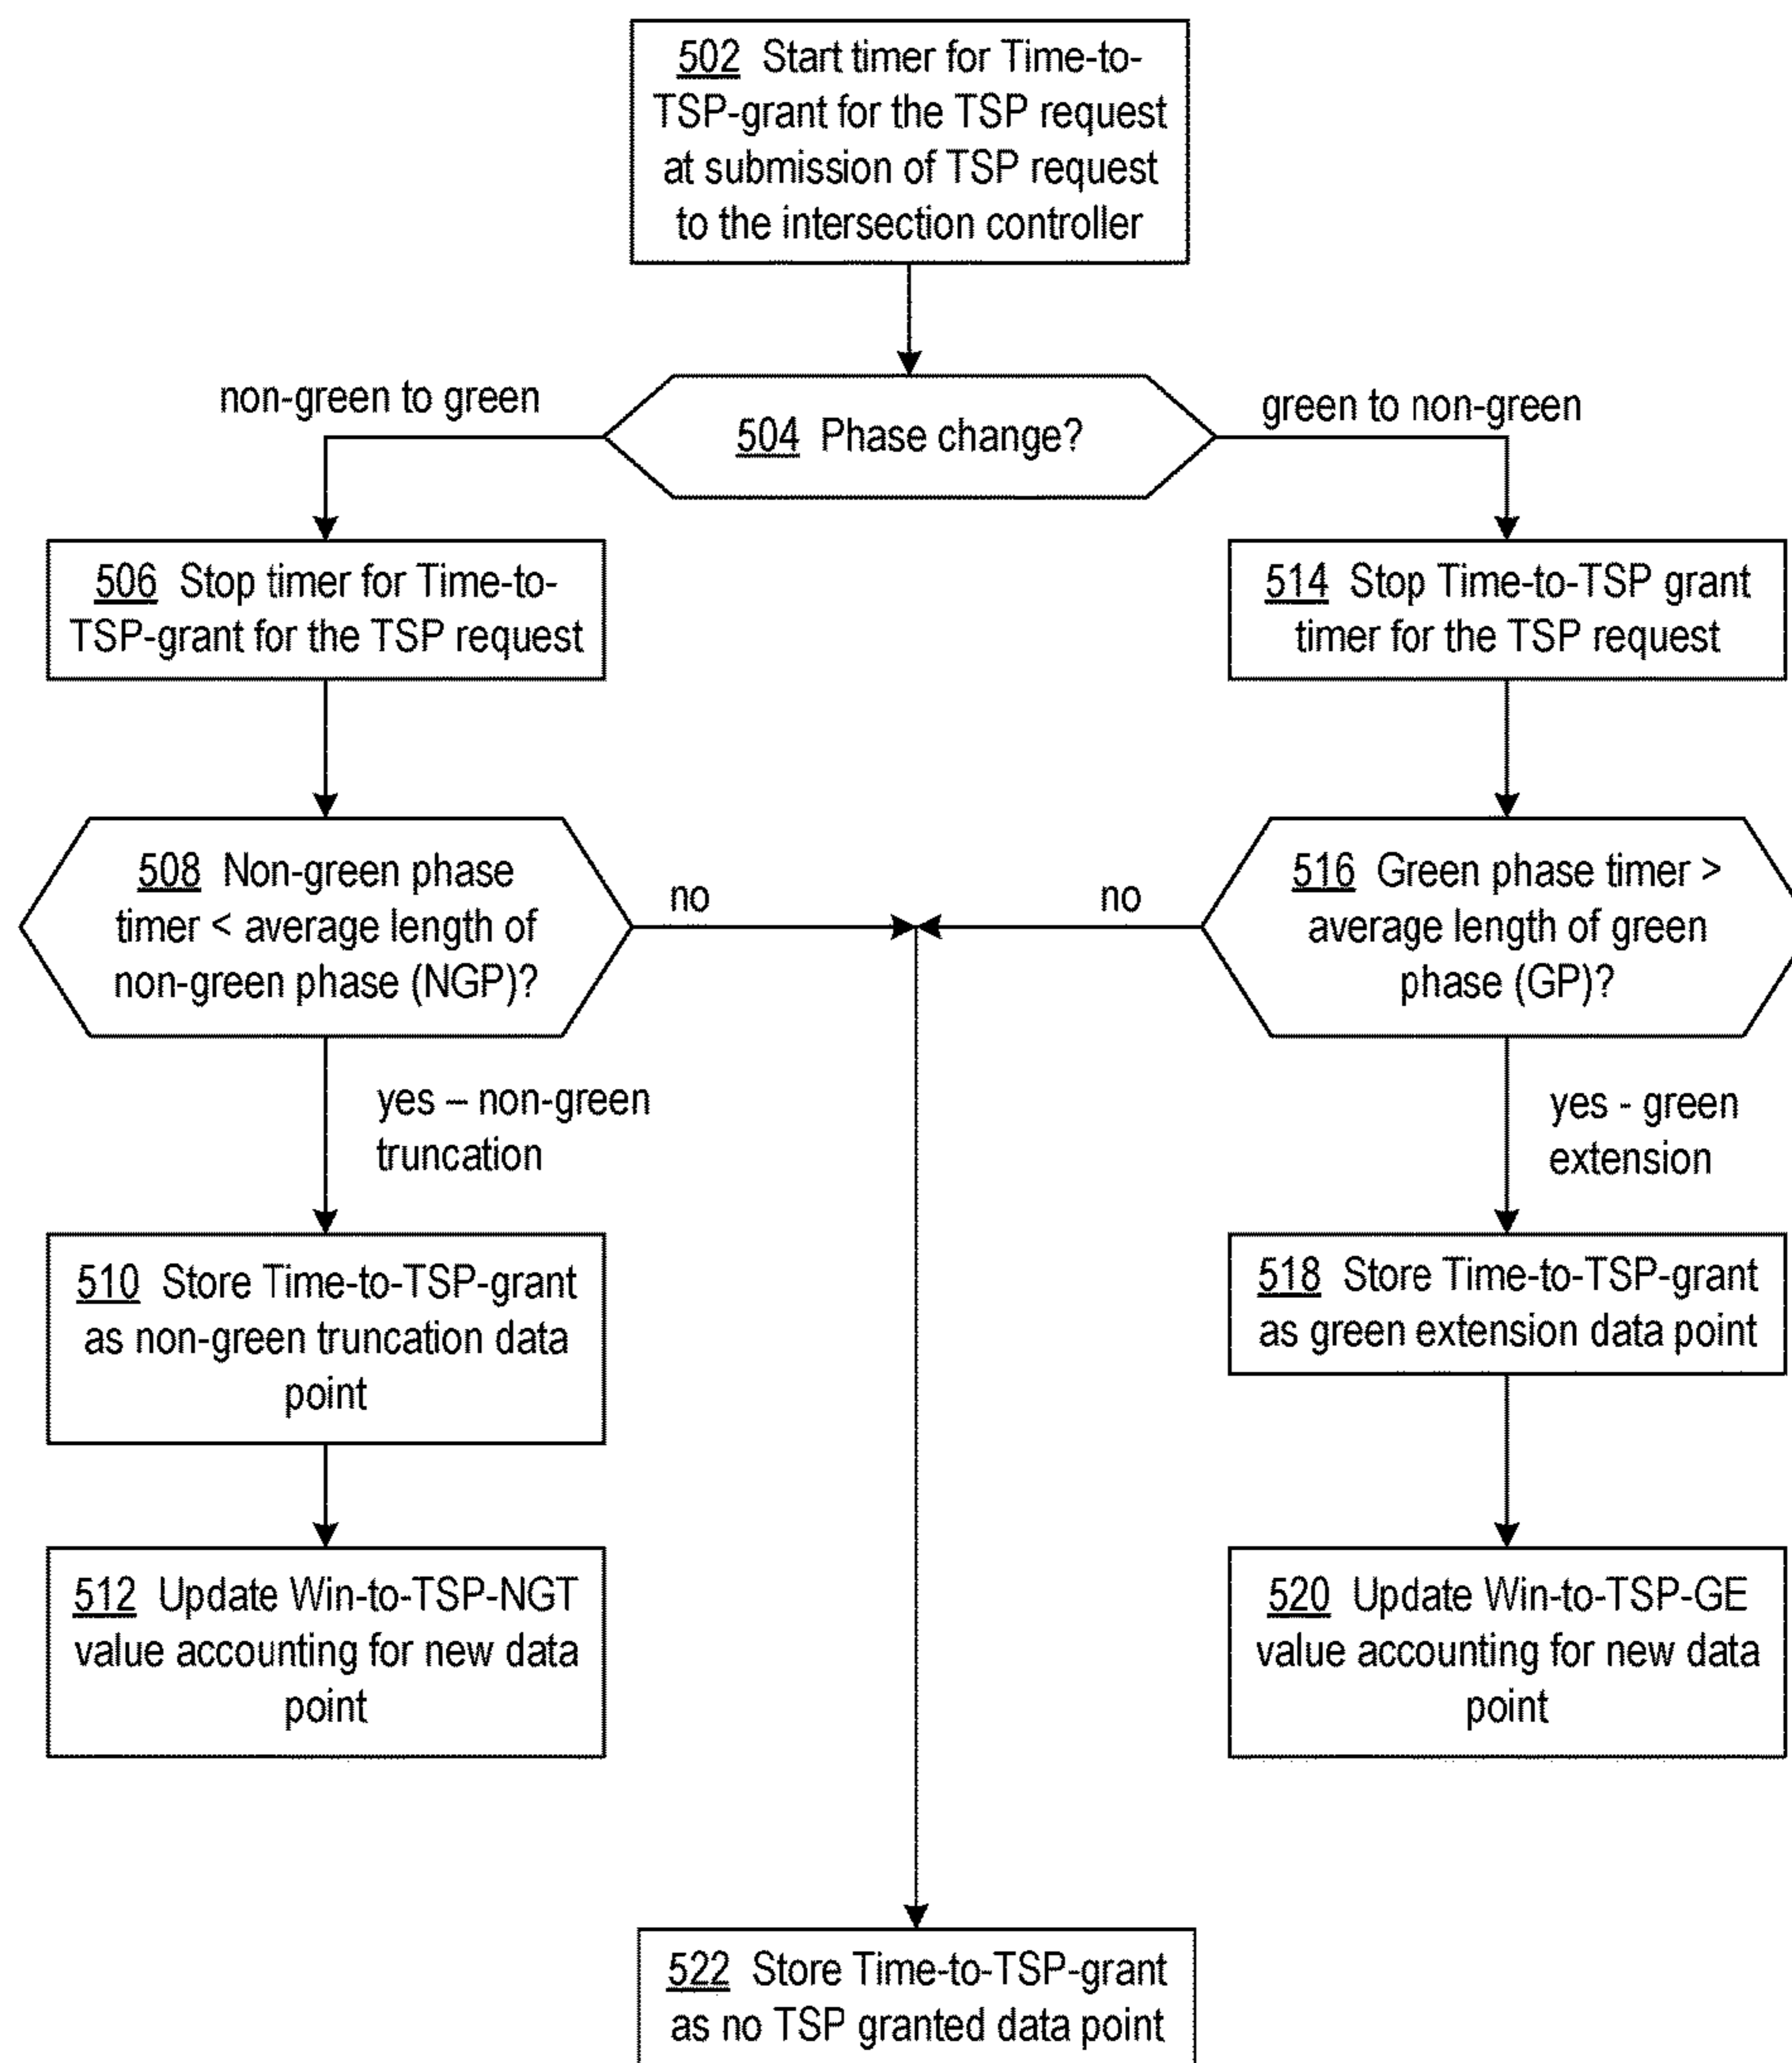 502 Start timer for Time-to-
TSP-grant for the TSP request
at submission of TSP request
to the intersection controller
non-green to green
504 Phase change?
green to non-green
506 Stop timer for Time-to-
TSP-grant for the TSP request
514 Stop Time-to-TSP grant
timer for the TSP request
508 Non-green phase
timer < average length of
non-green phase (NGP)?
no
no
516 Green phase timer >
average length of green
phase (GP)?
yes – non-green
truncation
yes - green
extension
510 Store Time-to-TSP-grant
as non-green truncation data
point
518 Store Time-to-TSP-grant
as green extension data point
512 Update Win-to-TSP-NGT
value accounting for new data
point
520 Update Win-to-TSP-GE
value accounting for new data
point
522 Store Time-to-TSP-grant
as no TSP granted data point